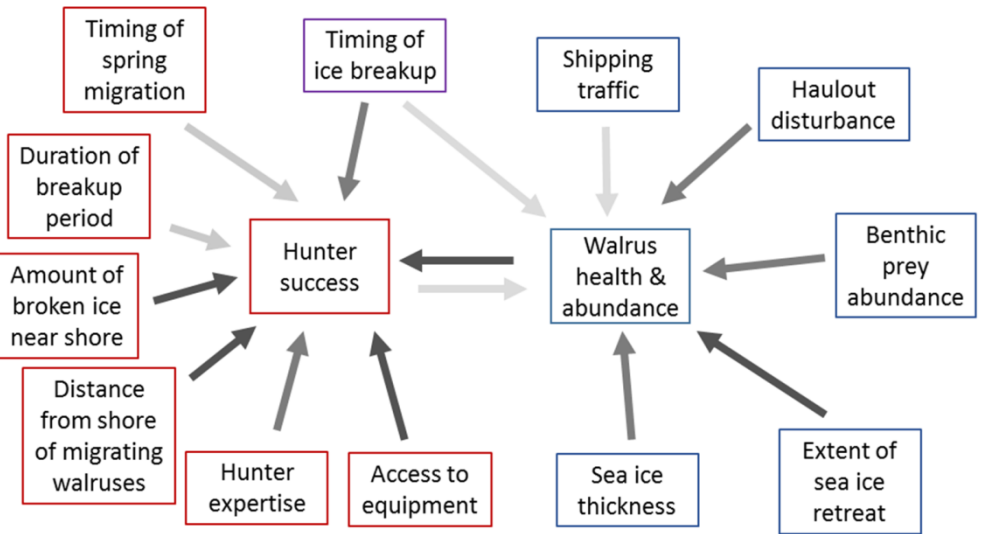 Timing of
spring
migration
Timing of
ice breakup
Shipping
traffic
Haulout
disturbance
Duration of
breakup
period
Hunter
success
Walrus
health &
abundance
Benthic
prey
abundance
Amount of
broken ice
near shore
Distance
from shore
of migrating
walruses
Hunter
expertise
Access to
equipment
Sea ice
thickness
Extent of
sea ice
retreat